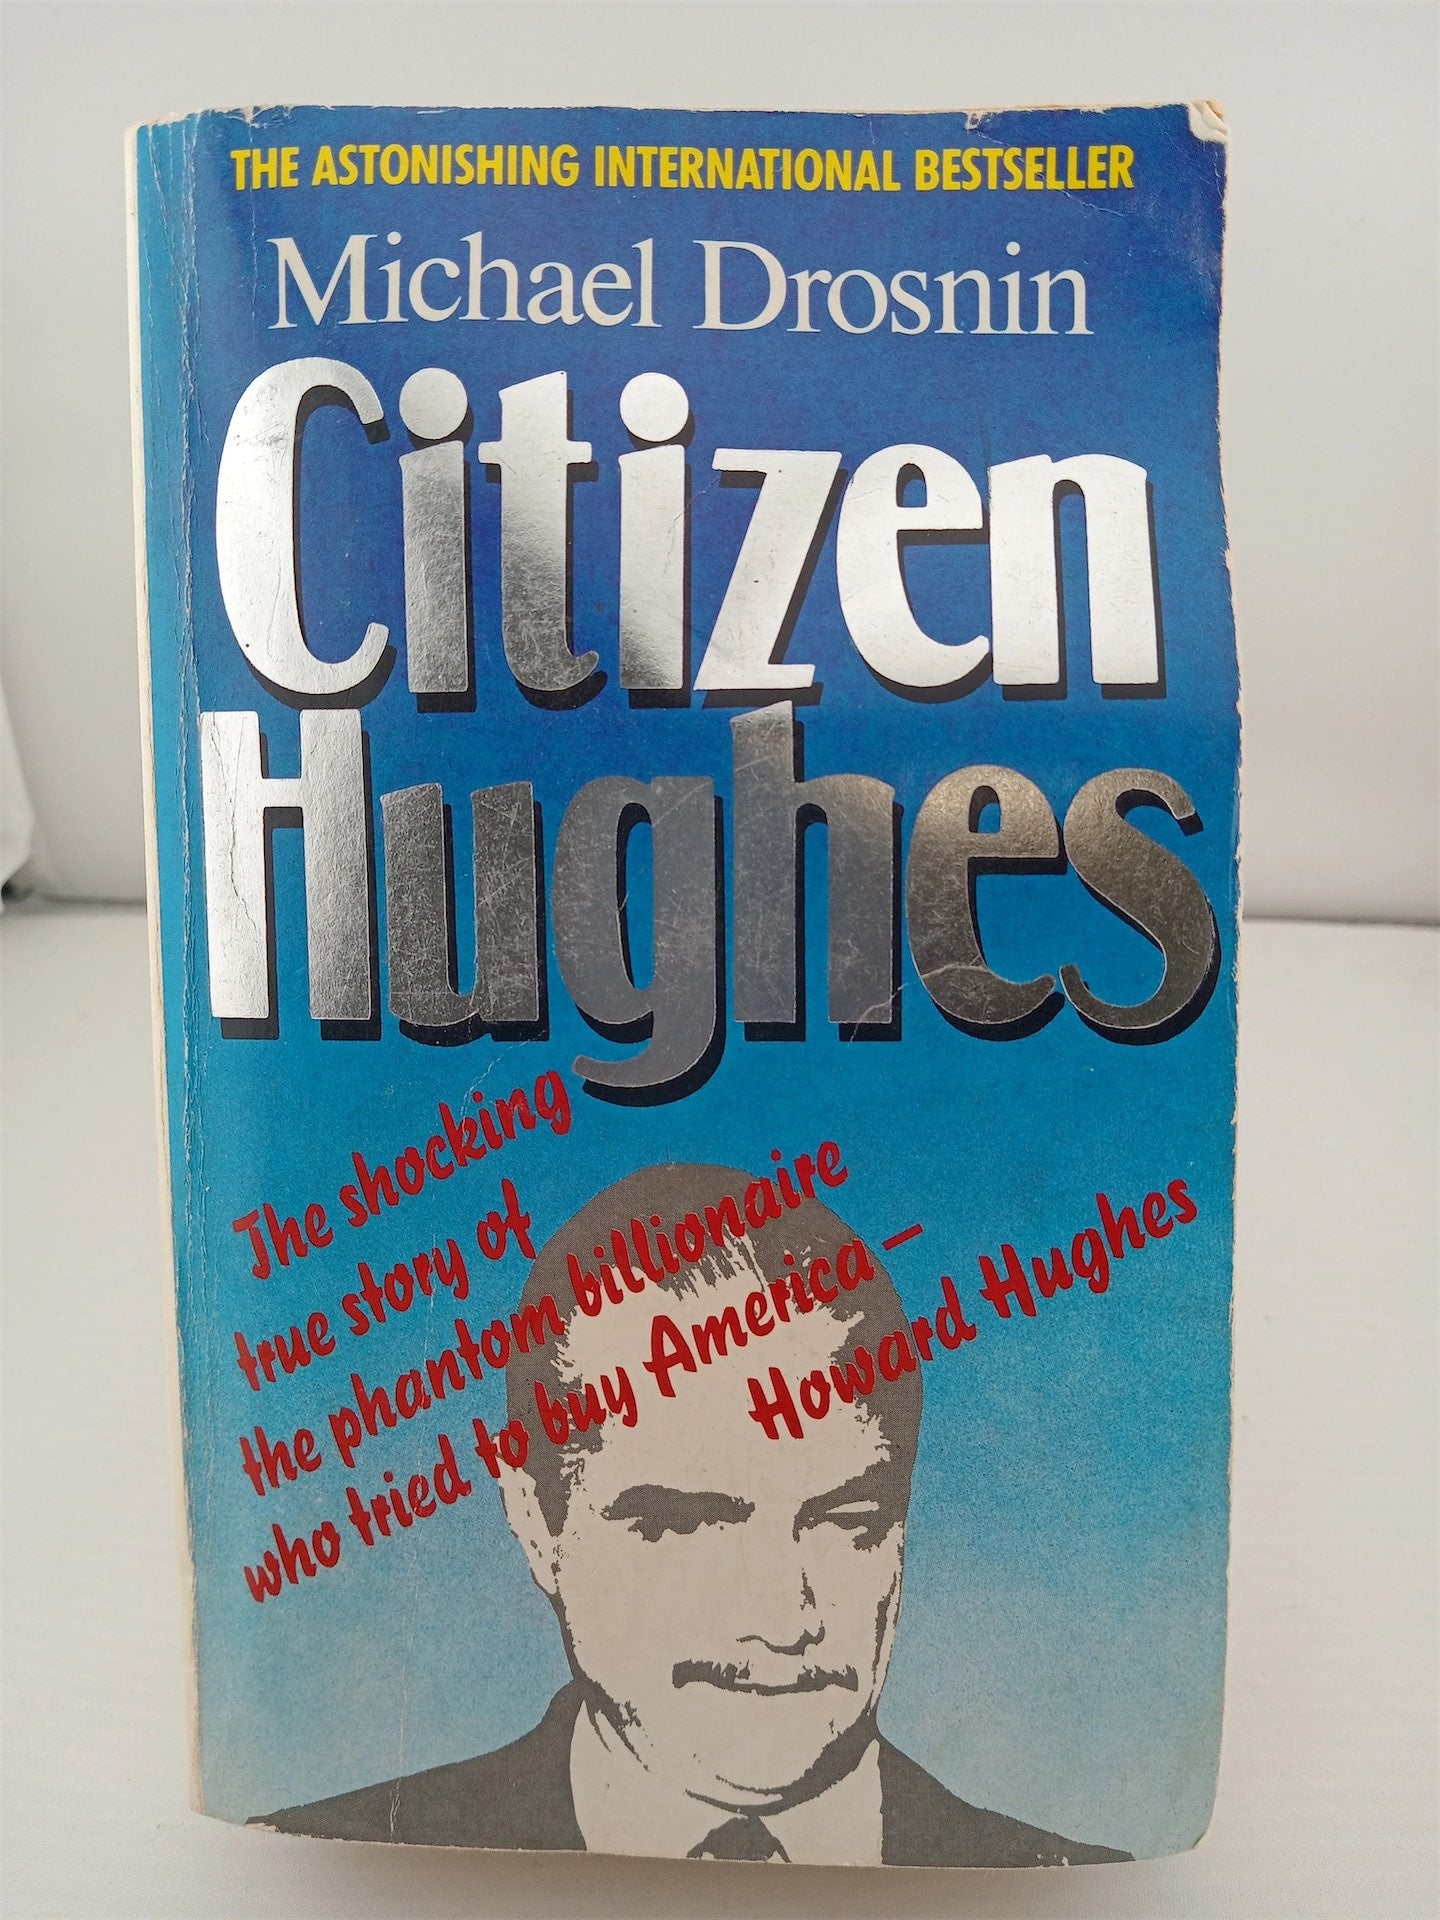 THE ASTONISHING INTERNATIONAL BESTSELLER
Michael Drosnin
Citizen
Hughes
The shocking
true story of
the phantom billionaire
who tried to buy America –
Howard Hughes